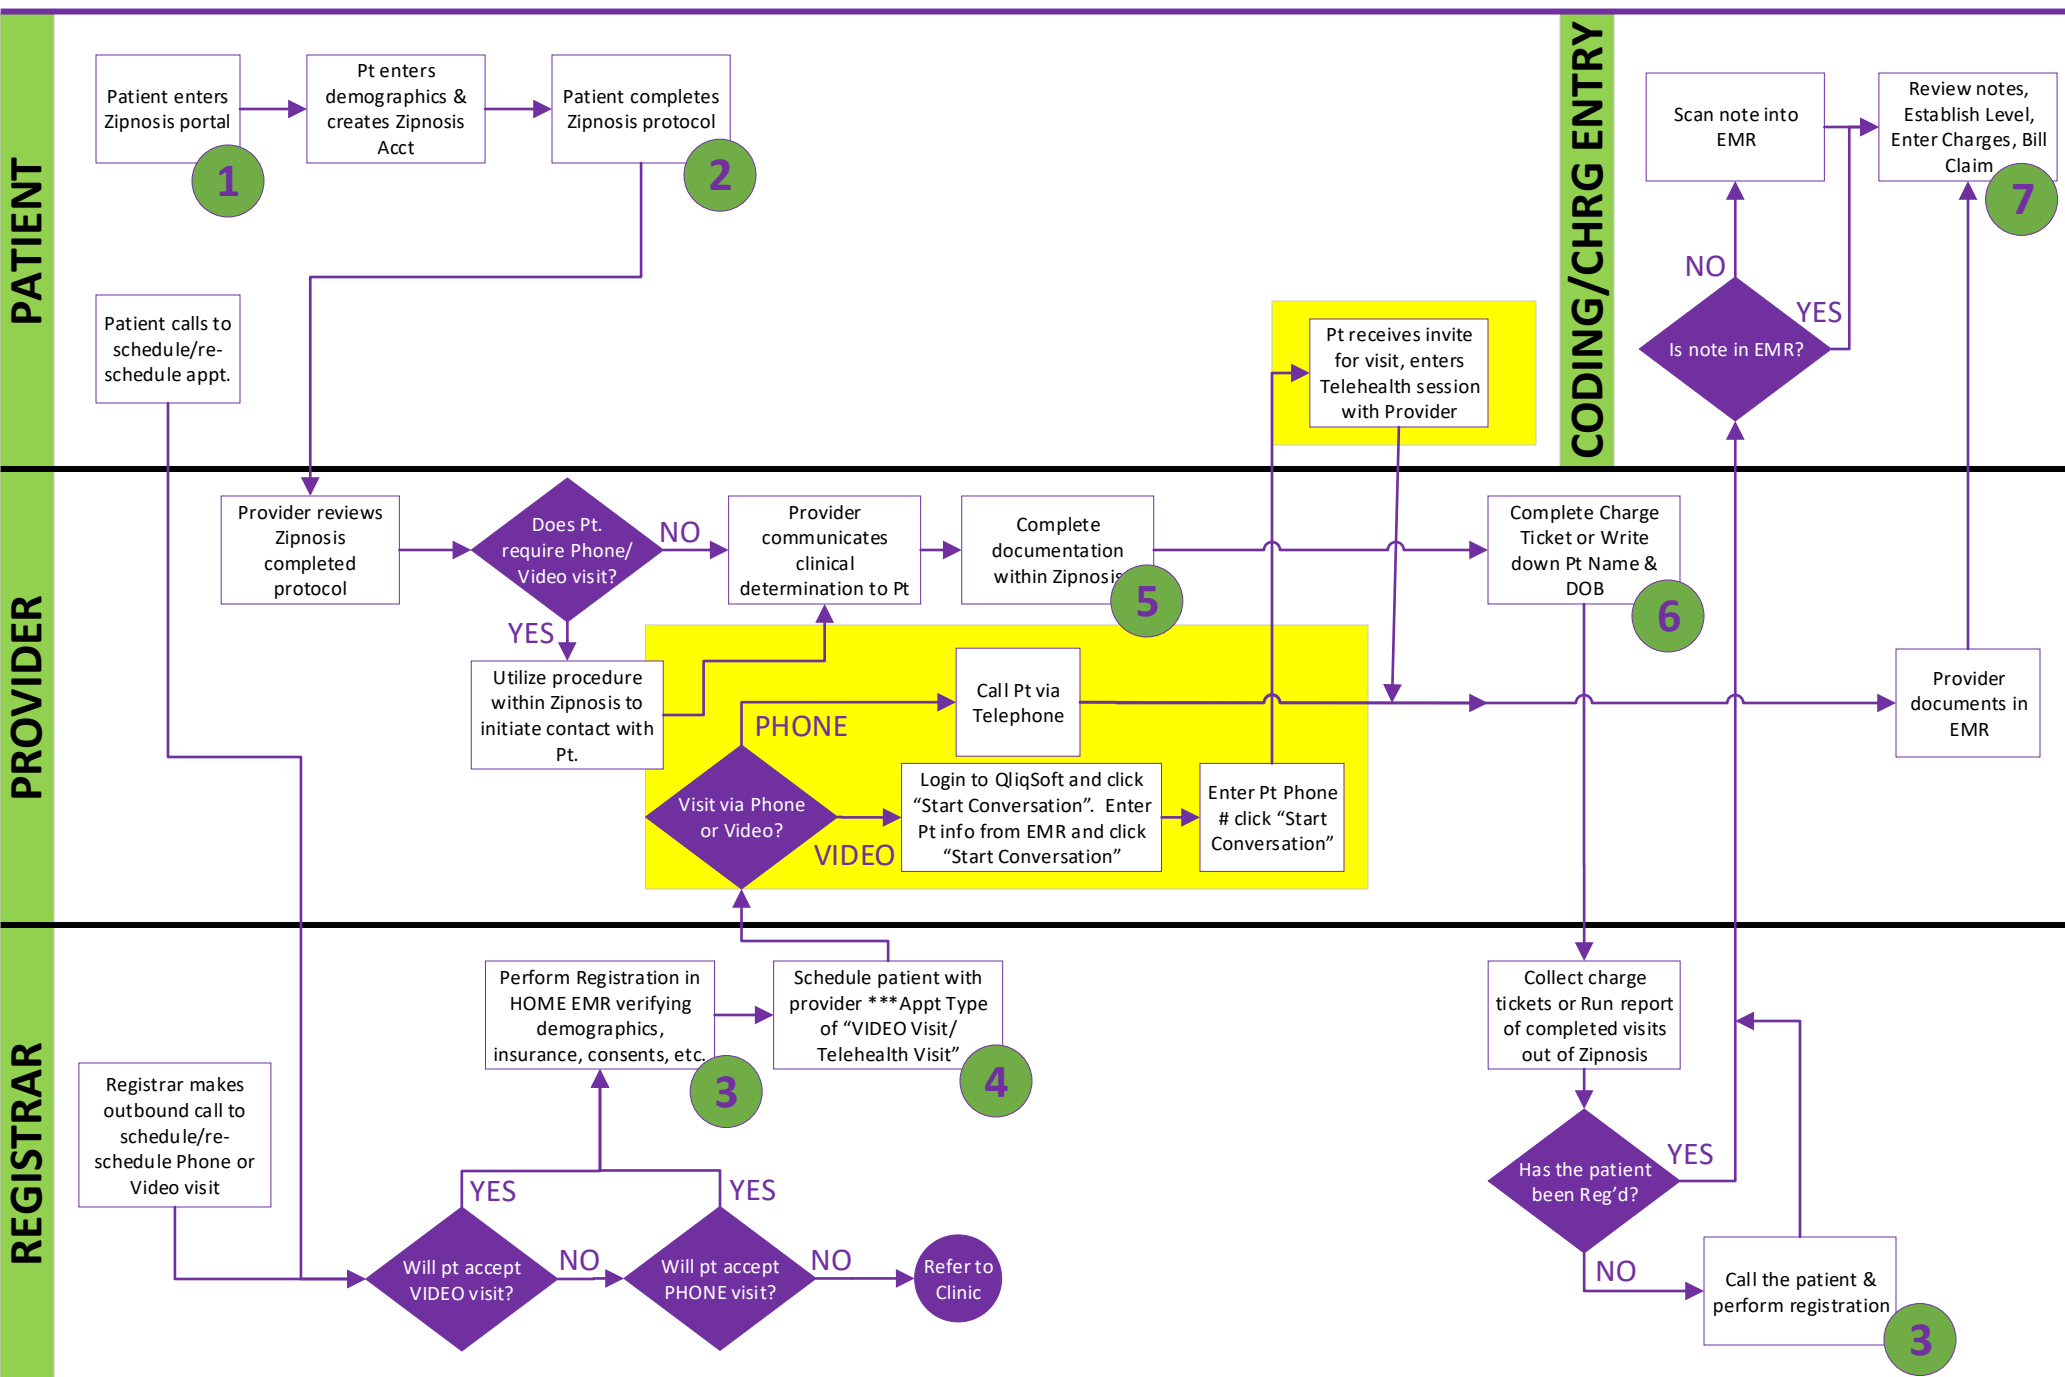 PATIENT
Patient enters
Zipnosis portal
1
Pt enters
demographics &
creates Zipnosis
Acct
Patient completes
Zipnosis protocol
2
Patient calls to
schedule/re-
schedule appt.
Pt receives invite
for visit, enters
Telehealth session
with Provider
CODING/CHRG ENTRY
Scan note into
EMR
Review notes,
Establish Level,
Enter Charges, Bill
Claim
7
NO
YES
Is note in EMR?
PROVIDER
Provider reviews
Zipnosis
completed
protocol
Does Pt.
require Phone/
Video visit?
NO
YES
Provider
communicates
clinical
determination to Pt
Complete
documentation
within Zipnosis
5
Complete Charge
Ticket or Write
down Pt Name &
DOB
6
Utilize procedure
within Zipnosis to
initiate contact with
Pt.
PHONE
Call Pt via
Telephone
Provider
documents in
EMR
Visit via Phone
or Video?
VIDEO
Login to QliqSoft and click
“Start Conversation”.  Enter
Pt info from EMR and click
“Start Conversation”
Enter Pt Phone
# click “Start
Conversation”
REGISTRAR
Perform Registration in
HOME EMR verifying
demographics,
insurance, consents, etc.
3
Schedule patient with
provider ***Appt Type
of “VIDEO Visit/
Telehealth Visit”
4
Collect charge
tickets or Run report
of completed visits
out of Zipnosis
Registrar makes
outbound call to
schedule/re-
schedule Phone or
Video visit
YES
YES
Will pt accept
VIDEO visit?
NO
Will pt accept
PHONE visit?
NO
Refer to
Clinic
Has the patient
been Reg’d?
YES
NO
Call the patient &
perform registration
3